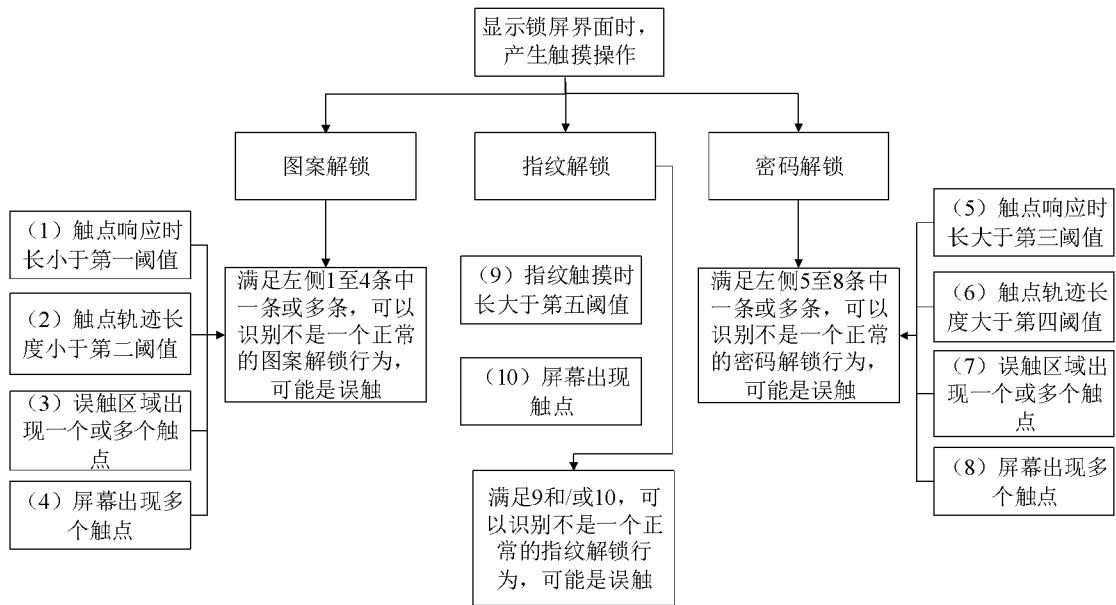 显示锁屏界面时，
产生触摸操作
图案解锁
指纹解锁
密码解锁
（1）触点响应时
长小于第一阈值
（2）触点轨迹长
度小于第二阈值
（3）误触区域出
现一个或多个触
点
（4）屏幕出现多
个触点
满足左侧1至4条中
一条或多条，可以
识别不是一个正常
的图案解锁行为，
可能是误触
（9）指纹触摸时
长大于第五阈值
（10）屏幕出现
触点
满足9和/或10，可
以识别不是一个正
常的指纹解锁行
为，可能是误触
满足左侧5至8条中
一条或多条，可以
识别不是一个正常
的密码解锁行为，
可能是误触
（5）触点响应时
长大于第三阈值
（6）触点轨迹长
度大于第四阈值
（7）误触区域出
现一个或多个触
点
（8）屏幕出现多
个触点